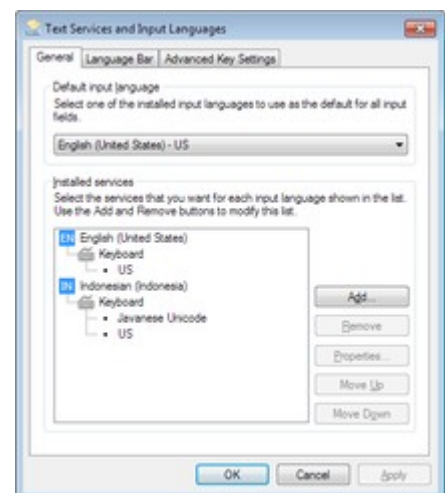 Text Services and Input Languages
General Language Bar Advanced Key Settings
Default input language
Select one of the installed input languages to use as the default for all input
fields.
English (United States) - US
Installed services
Select the services that you want for each input language shown in the list.
Use the Add and Remove buttons to modify this list.
EN English (United States)
Keyboard
US
IN Indonesian (Indonesia)
Keyboard
Javanese Unicode
US
Add...
Remove
Properties...
Move Up
Move Down
OK Cancel Apply